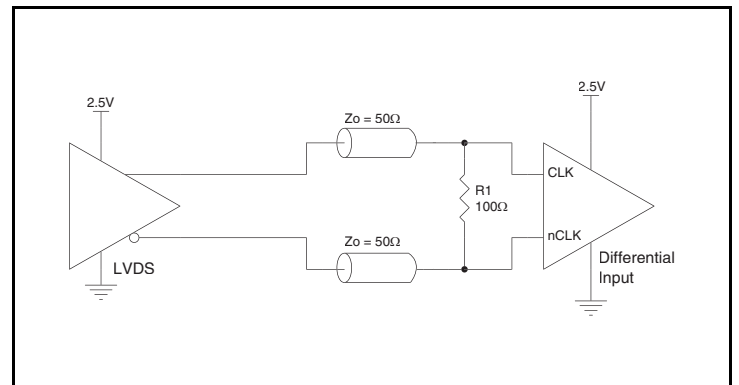 2.5V
2.5V
Zo = 50Ω
CLK
R1
100Ω
Zo = 50Ω
nCLK
LVDS
Differential
Input